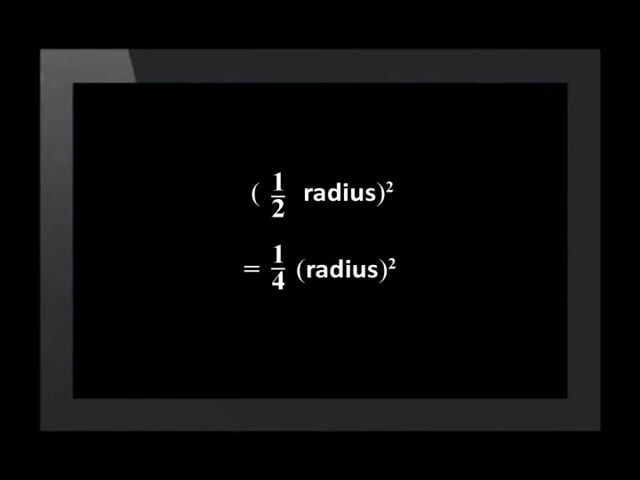 ( 1/2 radius)²
= 1/4 (radius)²